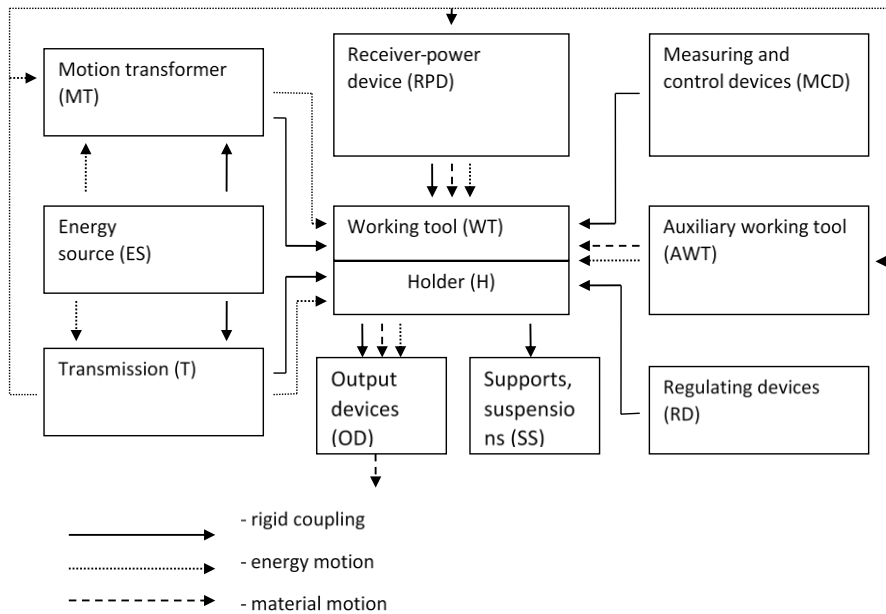 Motion transformer
(MT)
Receiver-power
device (RPD)
Measuring and
control devices (MCD)
Energy
source (ES)
Working tool (WT)
Holder (H)
Auxiliary working tool
(AWT)
Transmission (T)
Output
devices
(OD)
Supports,
suspensio
ns (SS)
Regulating devices
(RD)
- rigid coupling
- energy motion
- material motion